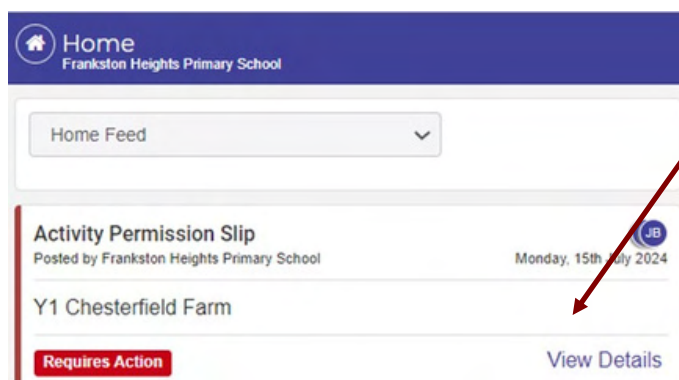 Home
Frankston Heights Primary School
Home Feed
Activity Permission Slip
JB
Posted by Frankston Heights Primary School
Monday, 15th July 2024
Y1 Chesterfield Farm
Requires Action
View Details